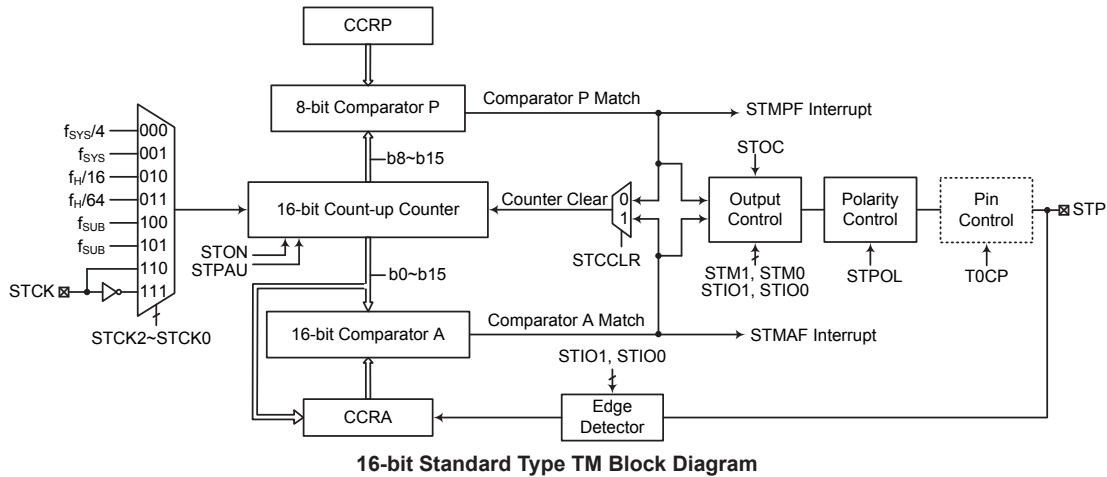 CCRP
8-bit Comparator P
Comparator P Match
STMPF Interrupt
fSYS/4
000
fSYS
001
fH/16
010
fH/64
011
fSUB
100
fSUB
101
110
111
STCK
STCK2~STCK0
b8~b15
16-bit Count-up Counter
STON
STPAU
b0~b15
Counter Clear
0
1
STCCLR
STOC
Output
Control
STM1, STM0
STIO1, STIO0
Polarity
Control
STPOL
Pin
Control
T0CP
STP
16-bit Comparator A
Comparator A Match
STMAF Interrupt
STIO1, STIO0
Edge
Detector
CCRA
16-bit Standard Type TM Block Diagram